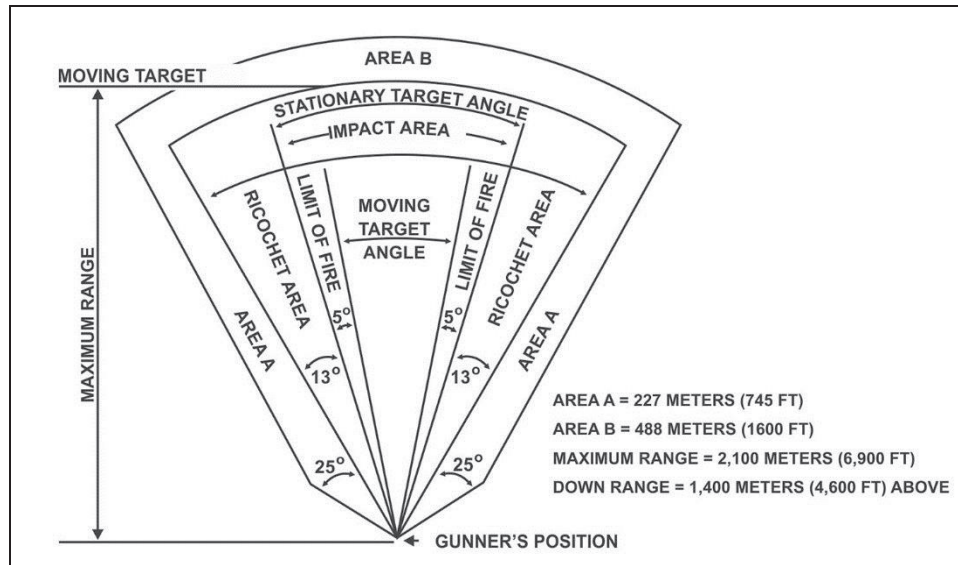 AREA B
MOVING TARGET
STATIONARY TARGET ANGLE
IMPACT AREA
MAXIMUM RANGE
AREA A
RICOCHET AREA
LIMIT OF FIRE
MOVING
TARGET
ANGLE
LIMIT OF FIRE
RICOCHET AREA
AREA A
5°
5°
13°
13°
25°
25°
AREA A = 227 METERS (745 FT)
AREA B = 488 METERS (1600 FT)
MAXIMUM RANGE = 2,100 METERS (6,900 FT)
DOWN RANGE = 1,400 METERS (4,600 FT) ABOVE
GUNNER'S POSITION